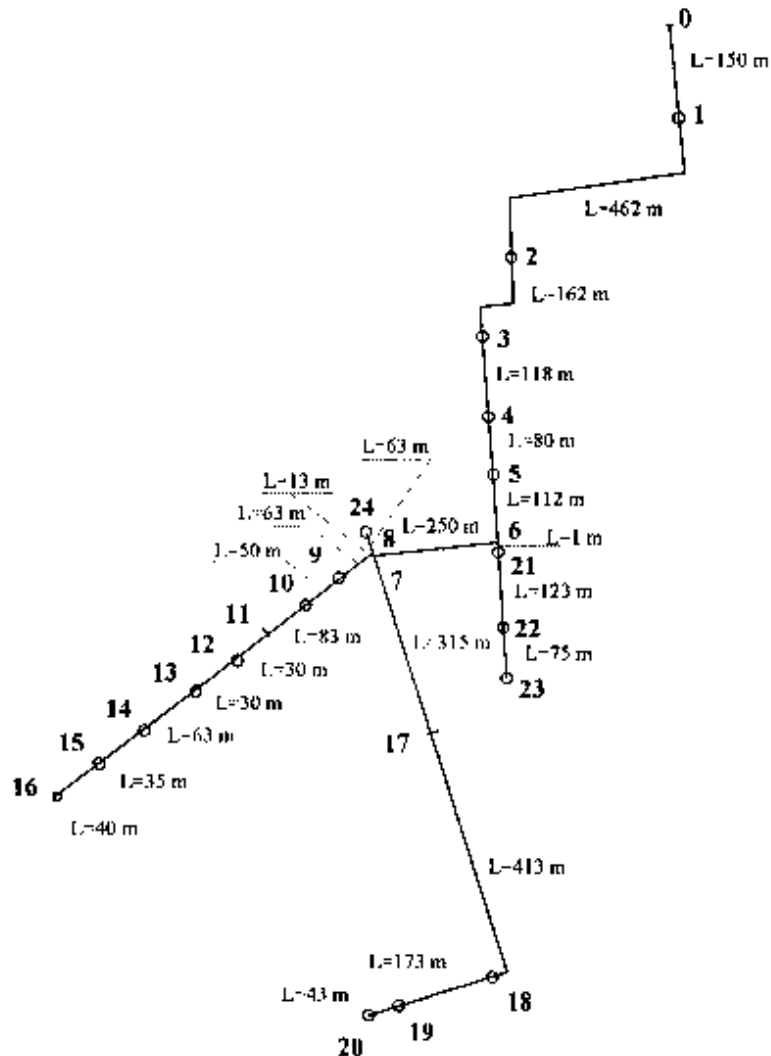 0
L=150 m
1
L=462 m
2
L=162 m
3
L=118 m
4
L=80 m
5
L=63 m
L=13 m
L=112 m
24
L=63 m
8
L=250 m
6
L=1 m
L=50 m
9
21
7
10
L=123 m
11
L=83 m
22
12
L=315 m
L=75 m
L=30 m
13
23
L=30 m
14
L=63 m
17
15
L=35 m
16
L=40 m
L=413 m
L=173 m
L=43 m
18
19
20